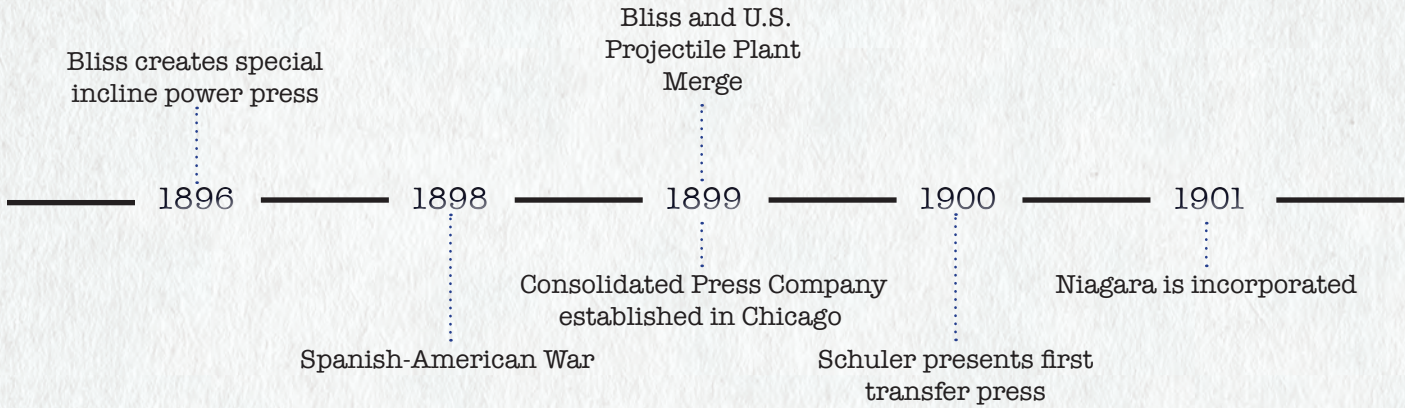 Bliss and U.S.
Projectile Plant
Merge
Bliss creates special
incline power press
1896
1898
1899
1900
1901
Consolidated Press Company
established in Chicago
Niagara is incorporated
Spanish-American War
Schuler presents first
transfer press